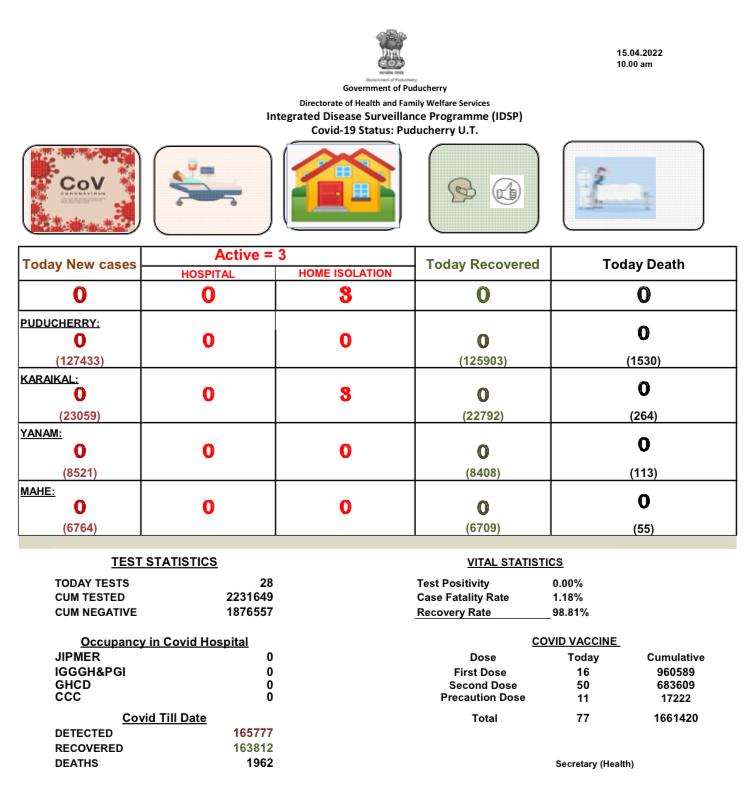 15.04.2022
10.00 am
Government of Puducherry
Government of Puducherry
Directorate of Health and Family Welfare Services
Integrated Disease Surveillance Programme (IDSP)
Covid-19 Status: Puducherry U.T.
CoV
CORONAVIRUS
Today New cases
Active = 3
HOSPITAL HOME ISOLATION
Today Recovered
Today Death
0 0 3 0 0
PUDUCHERRY:
0 0 0 0 0
(127433) (125903) (1530)
KARAIKAL:
0 0 3 0 0
(23059) (22792) (264)
YANAM:
0 0 0 0 0
(8521) (8408) (113)
MAHE:
0 0 0 0 0
(6764) (6709) (55)
TEST STATISTICS
TODAY TESTS 28
CUM TESTED 2231649
CUM NEGATIVE 1876557
VITAL STATISTICS
Test Positivity 0.00%
Case Fatality Rate 1.18%
Recovery Rate 98.81%
Occupancy in Covid Hospital
JIPMER 0
IGGGH&PGI 0
GHCD 0
CCC 0
COVID VACCINE
Dose Today Cumulative
First Dose 16 960589
Second Dose 50 683609
Precaution Dose 11 17222
Total 77 1661420
Covid Till Date
DETECTED 165777
RECOVERED 163812
DEATHS 1962
Secretary (Health)